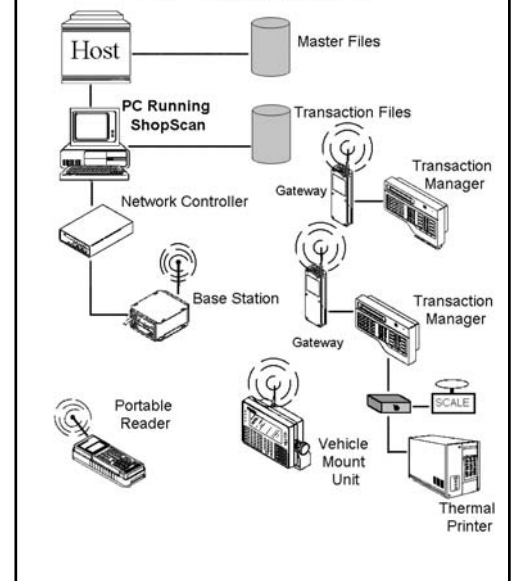 Host
Master Files
PC Running
ShopScan
Transaction Files
Gateway
Transaction
Manager
Network Controller
Base Station
Gateway
Transaction
Manager
SCALE
Portable
Reader
Vehicle
Mount
Unit
Thermal
Printer